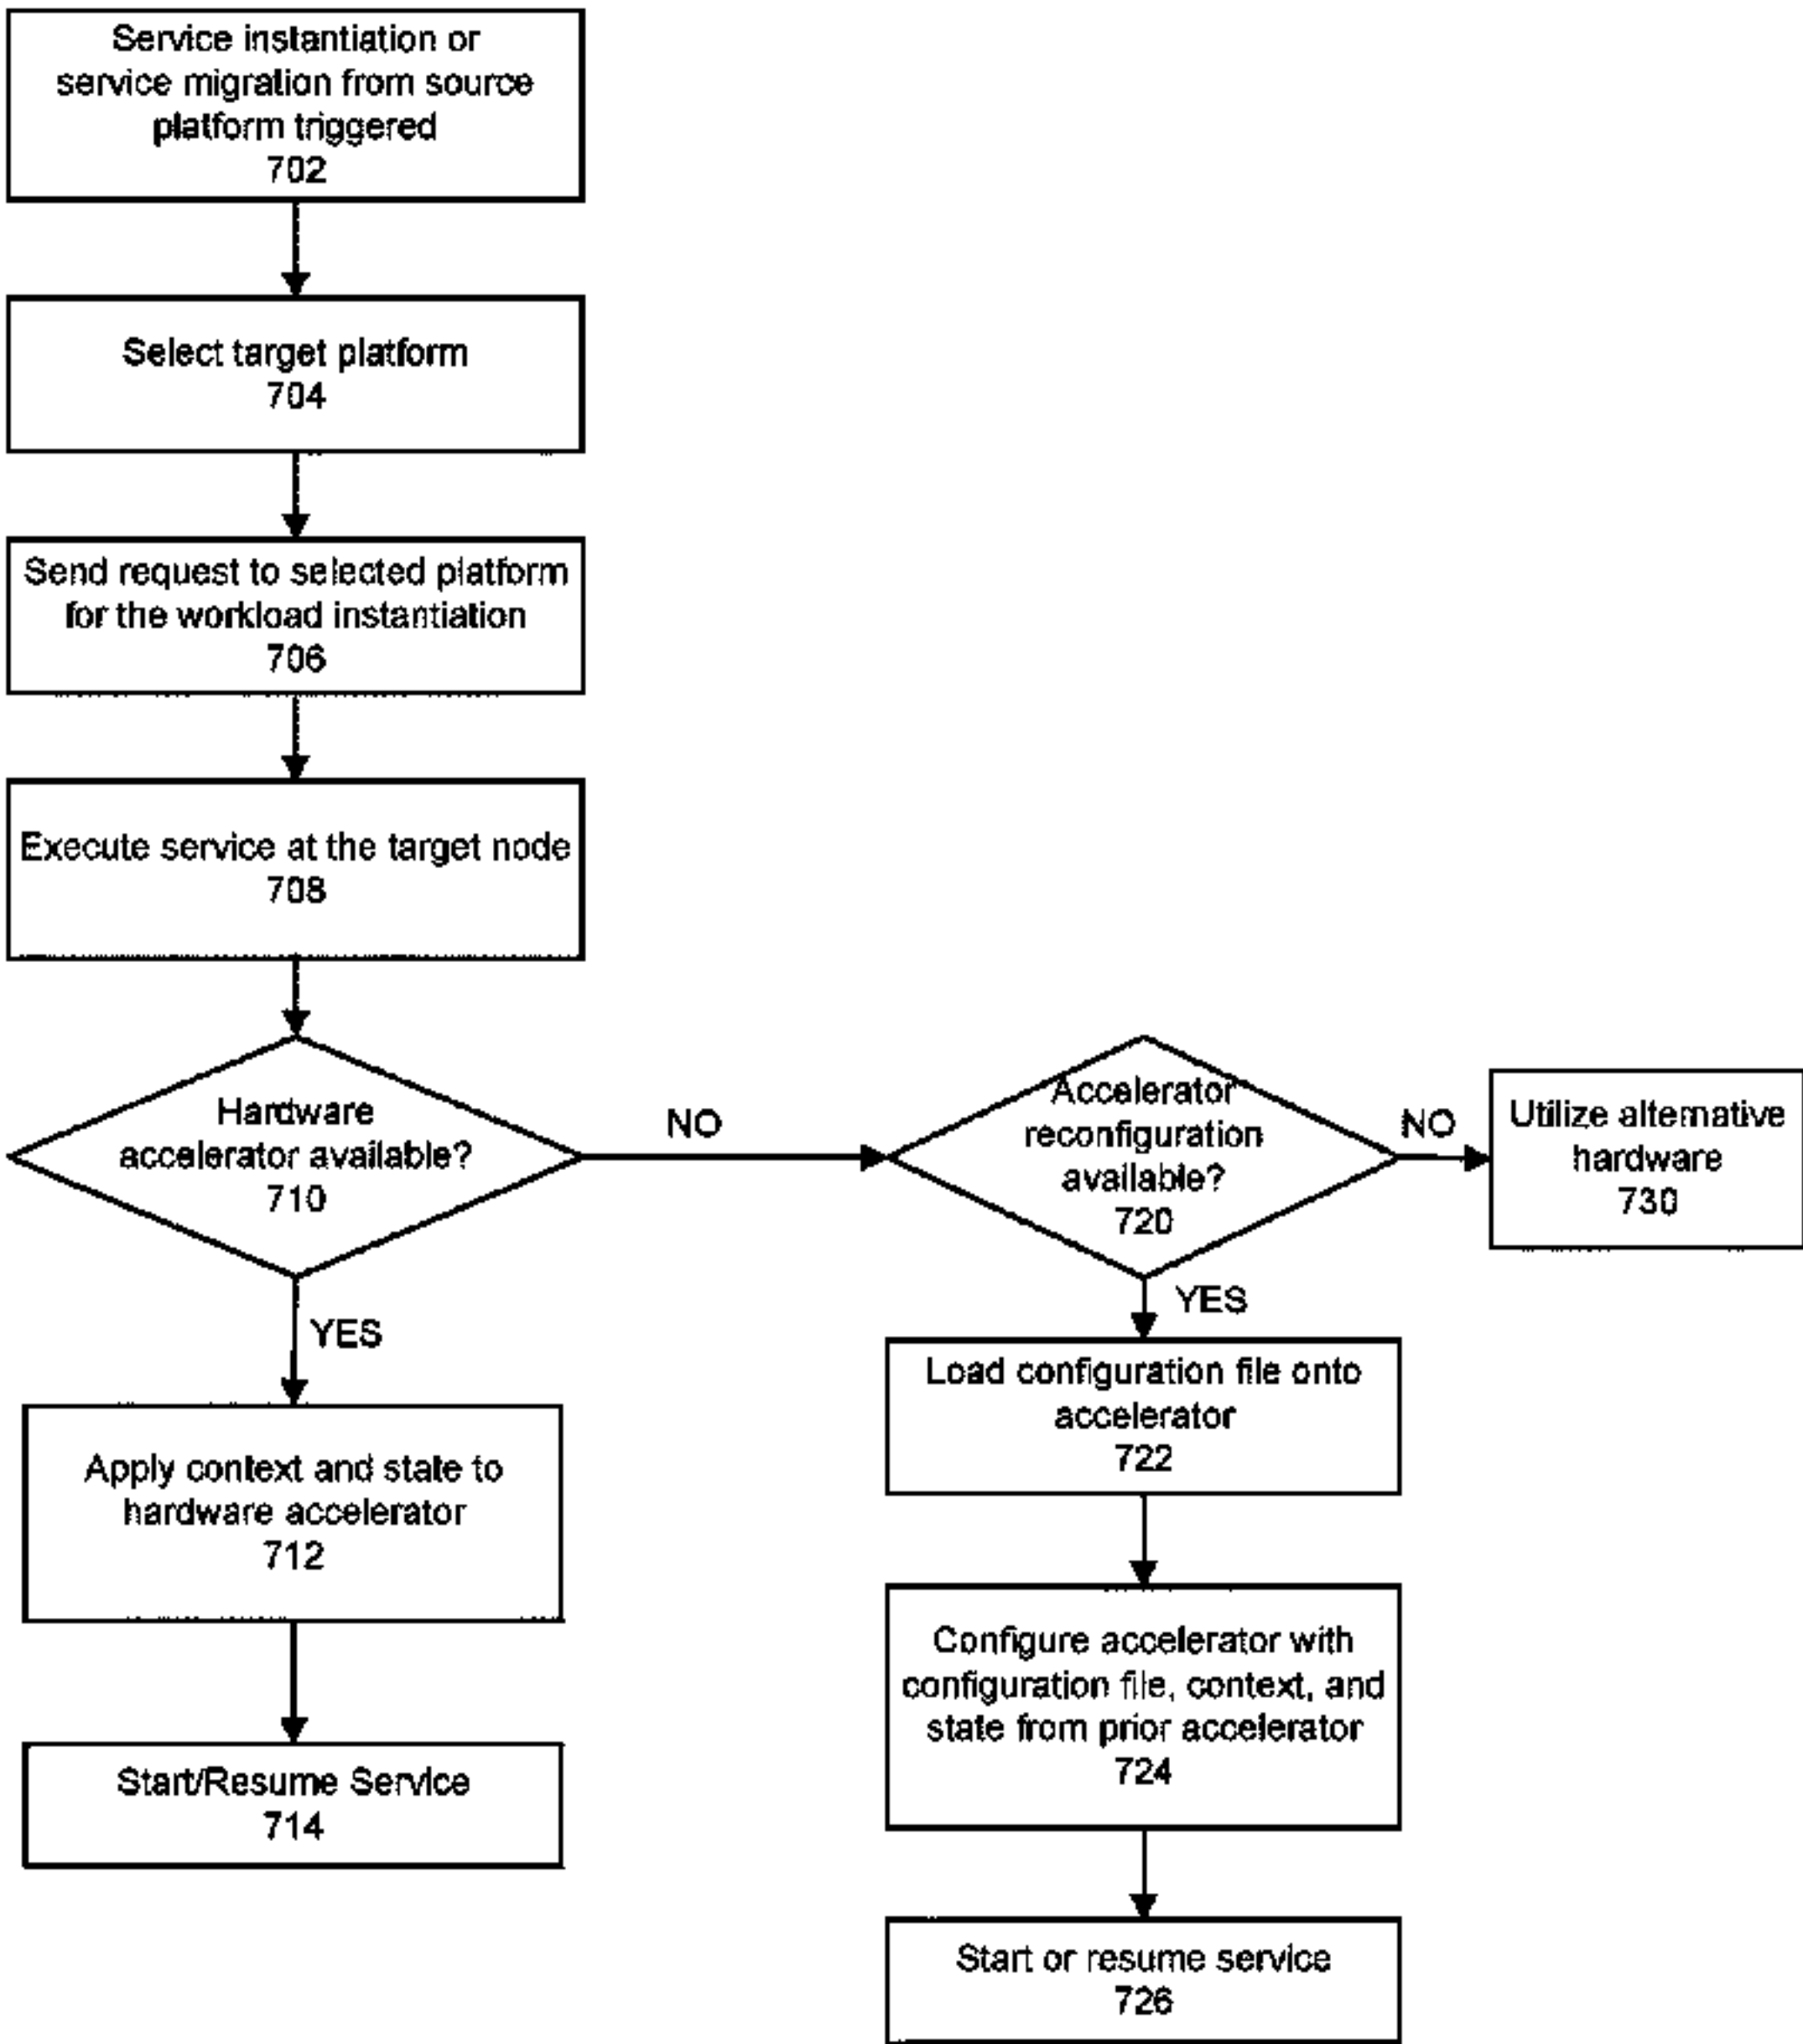 Service instantiation or
service migration from source
platform triggered
702
Select target platform
704
Send request to selected platform
for the workload instantiation
706
Execute service at the target node
708
Hardware
accelerator available?
710
NO
Accelerator
reconfiguration
available?
720
NO
Utilize alternative
hardware
730
YES
YES
Load configuration file onto
accelerator
722
Apply context and state to
hardware accelerator
712
Configure accelerator with
configuration file, context, and
state from prior accelerator
724
Start/Resume Service
714
Start or resume service
726